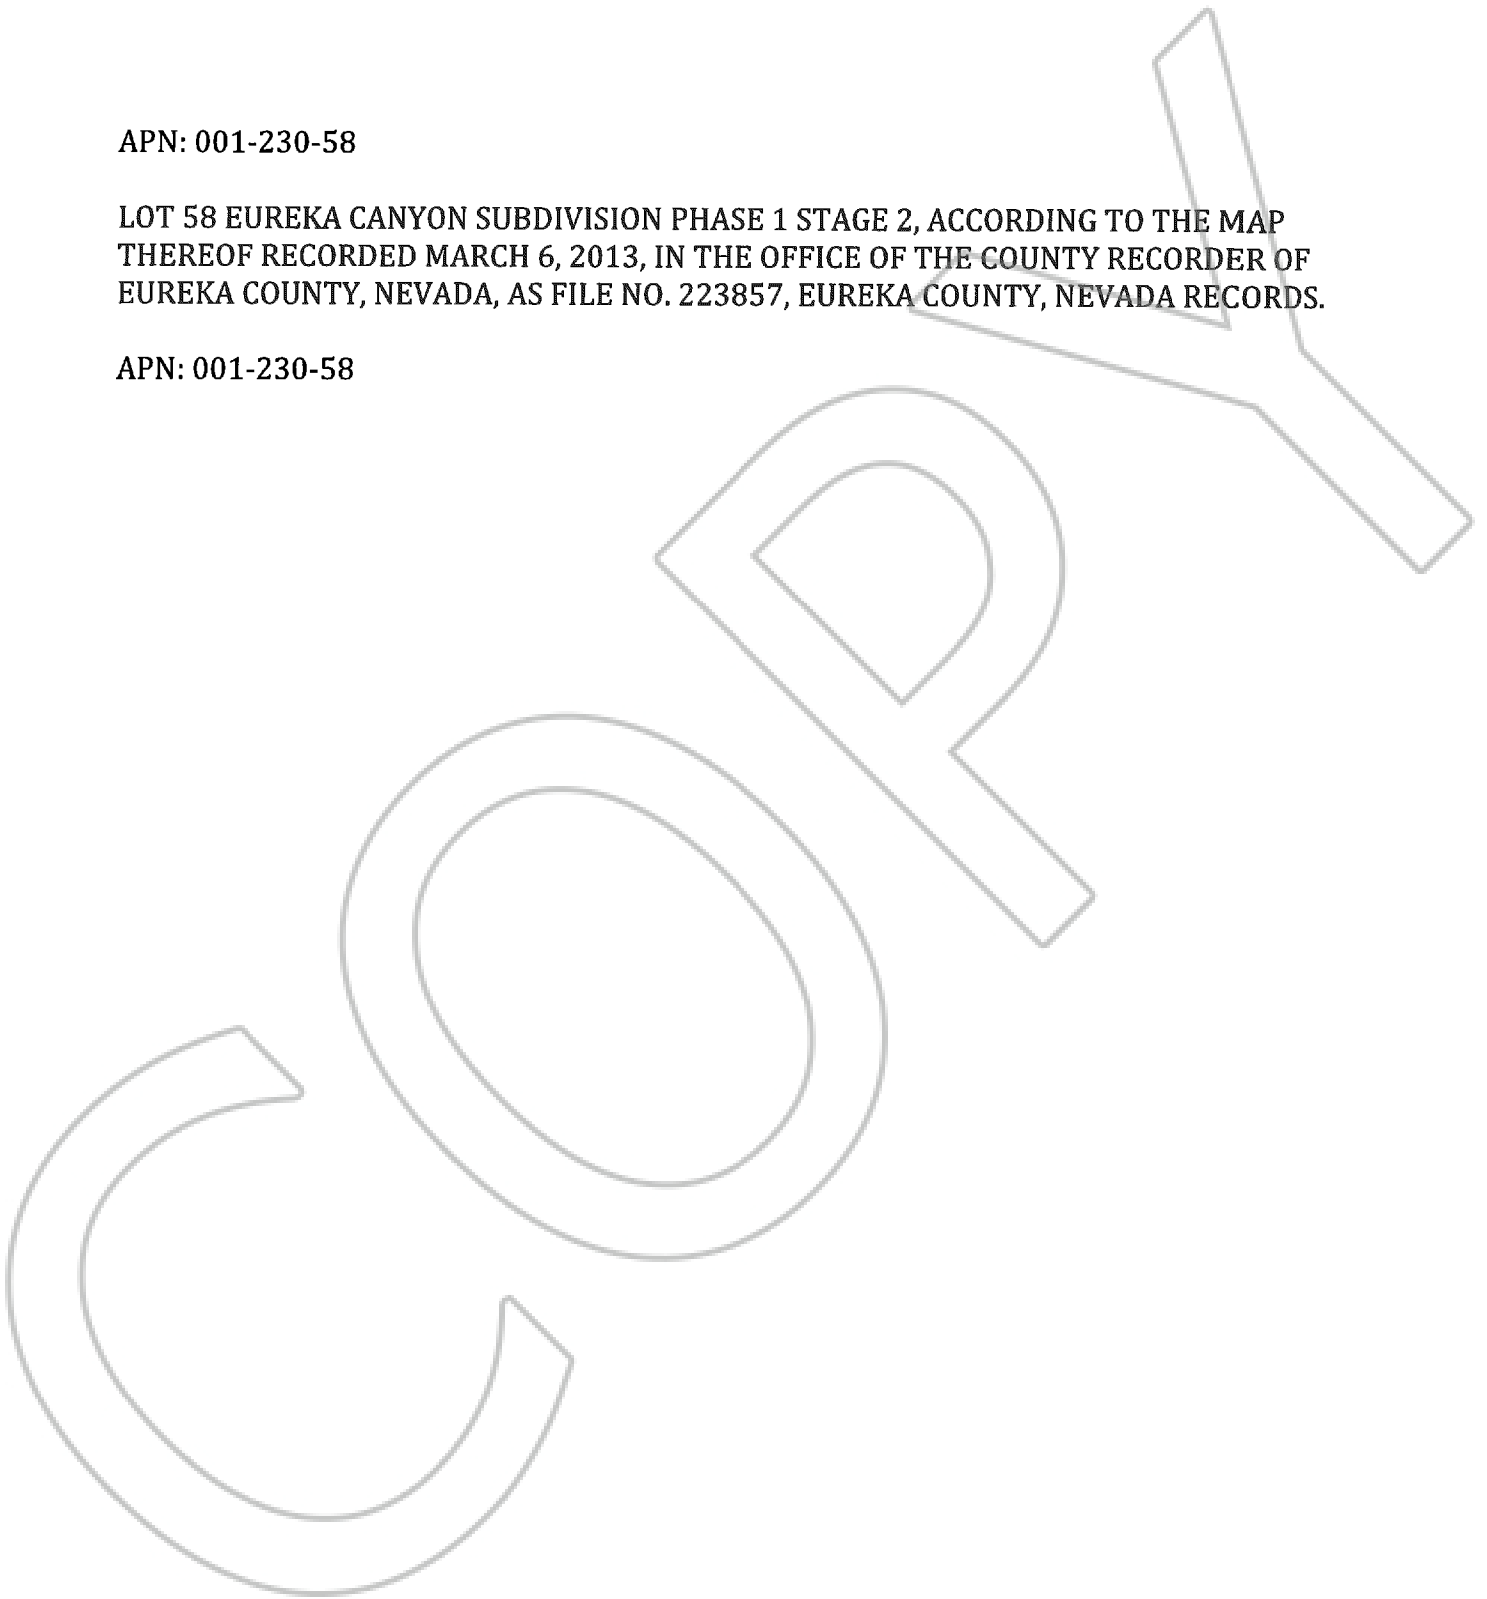 APN: 001-230-58
LOT 58 EUREKA CANYON SUBDIVISION PHASE 1 STAGE 2, ACCORDING TO THE MAP
THEREOF RECORDED MARCH 6, 2013, IN THE OFFICE OF THE COUNTY RECORDER OF
EUREKA COUNTY, NEVADA, AS FILE NO. 223857, EUREKA COUNTY, NEVADA RECORDS.
APN: 001-230-58
COPY